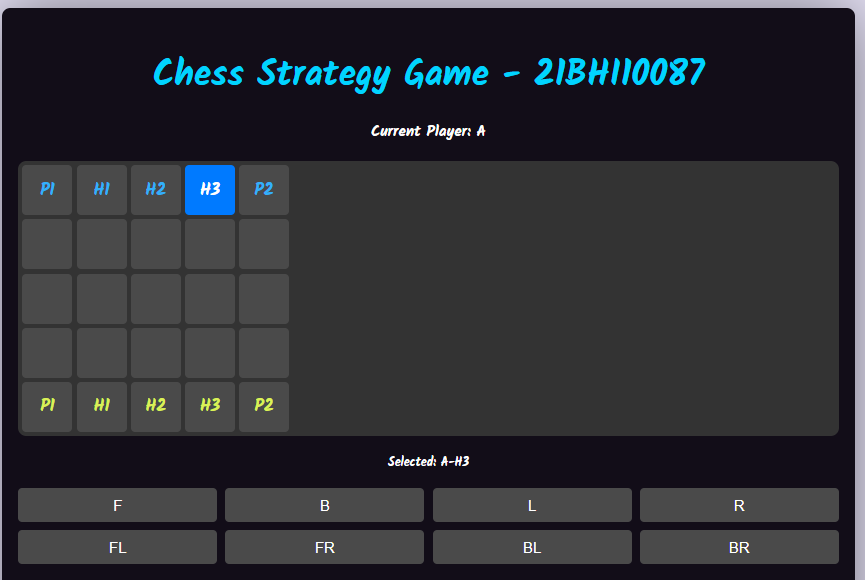 Chess Strategy Game - 21BHI10087
Current Player: A
P1 H1 H2 H3 P2
P1 H1 H2 H3 P2
Selected: A-H3
F B L R
FL FR BL BR